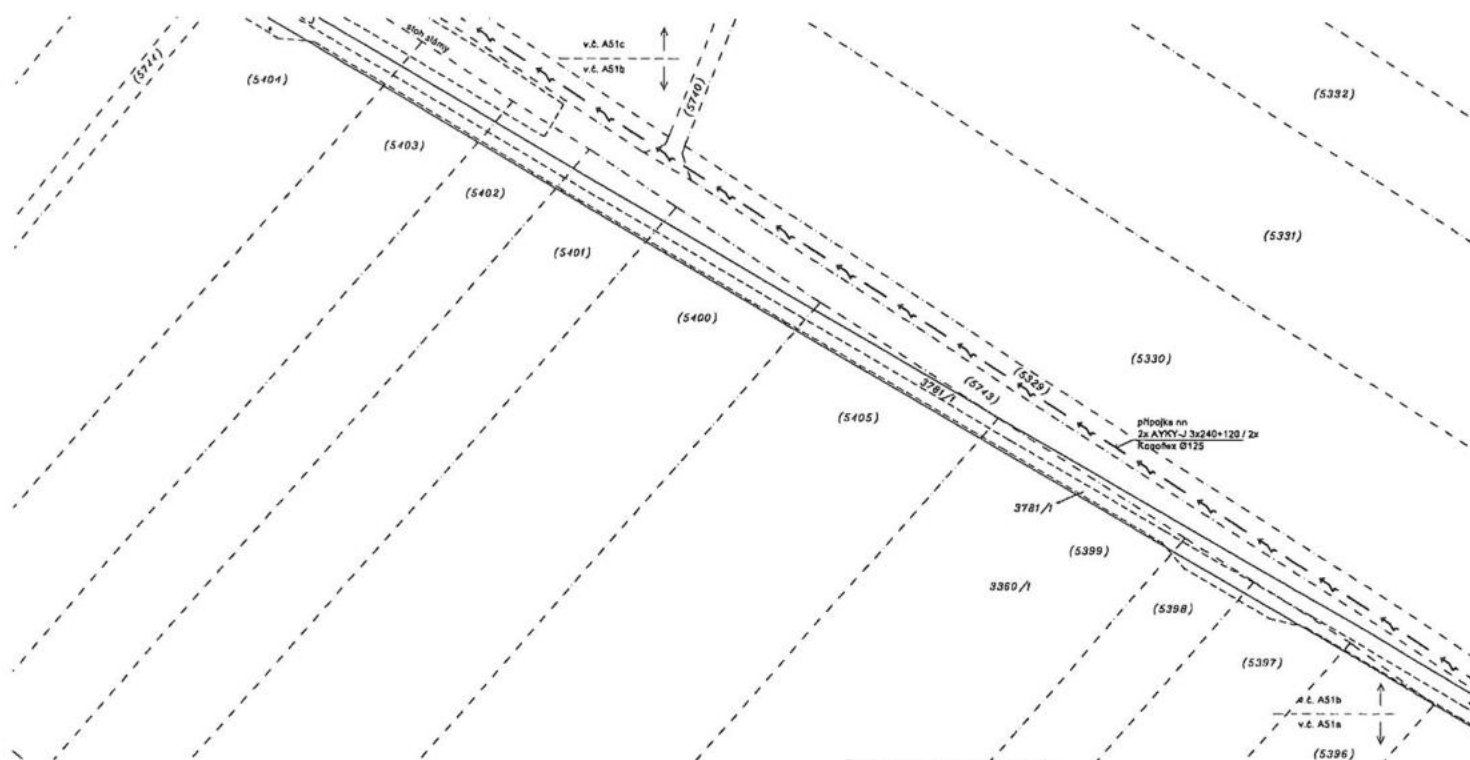 stoh slámy
v.č. A51c
v.č. A51b
(5744)
(5404)
(5740)
(5332)
(5403)
(5402)
(5401)
(5331)
(5400)
(5330)
(5329)
(5743)
3781/1
(5405)
přípojka nn
2x AYKY-J 3x240+120 / 2x
Kopoflex Ø125
3781/1
(5399)
3360/1
(5398)
(5397)
v.č. A51b
v.č. A51a
(5396)